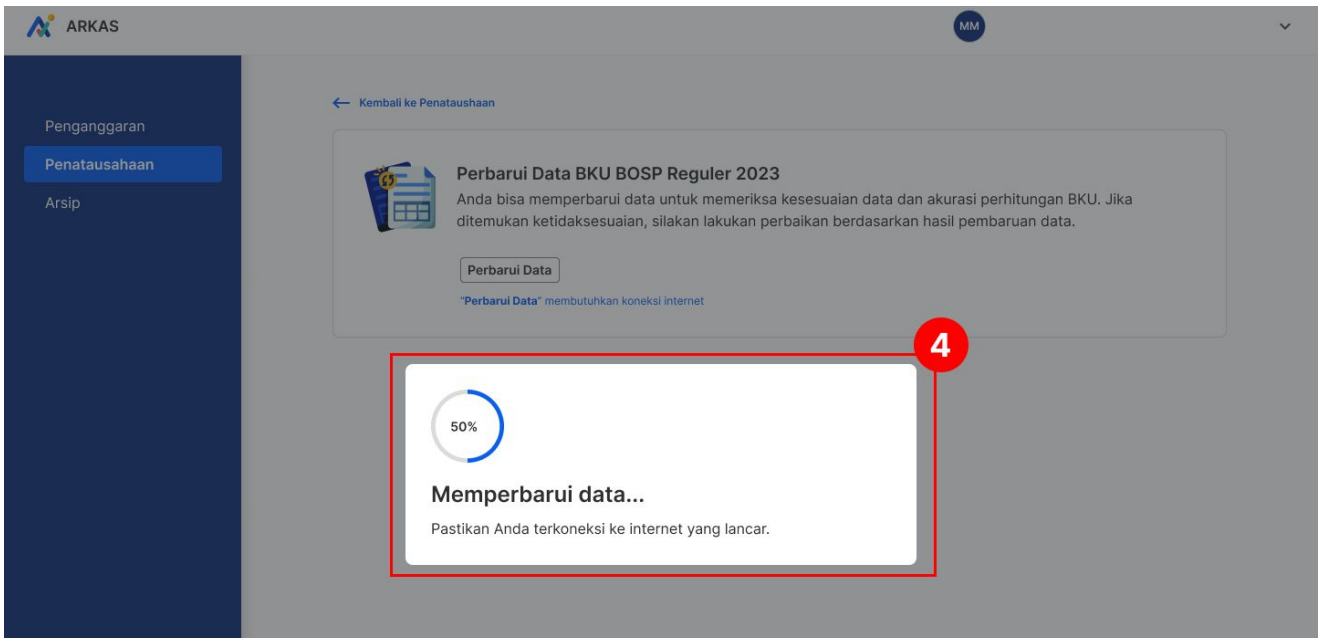 ARKAS
MM
Penganggaran
Penatausahaan
Arsip
Kembali ke Penataushaan
Perbarui Data BKU BOSP Reguler 2023
Anda bisa memperbarui data untuk memeriksa kesesuaian data dan akurasi perhitungan BKU. Jika
ditemukan ketidaksesuaian, silakan lakukan perbaikan berdasarkan hasil pembaruan data.
Perbarui Data
"Perbarui Data" membutuhkan koneksi internet
4
50%
Memperbarui data...
Pastikan Anda terkoneksi ke internet yang lancar.